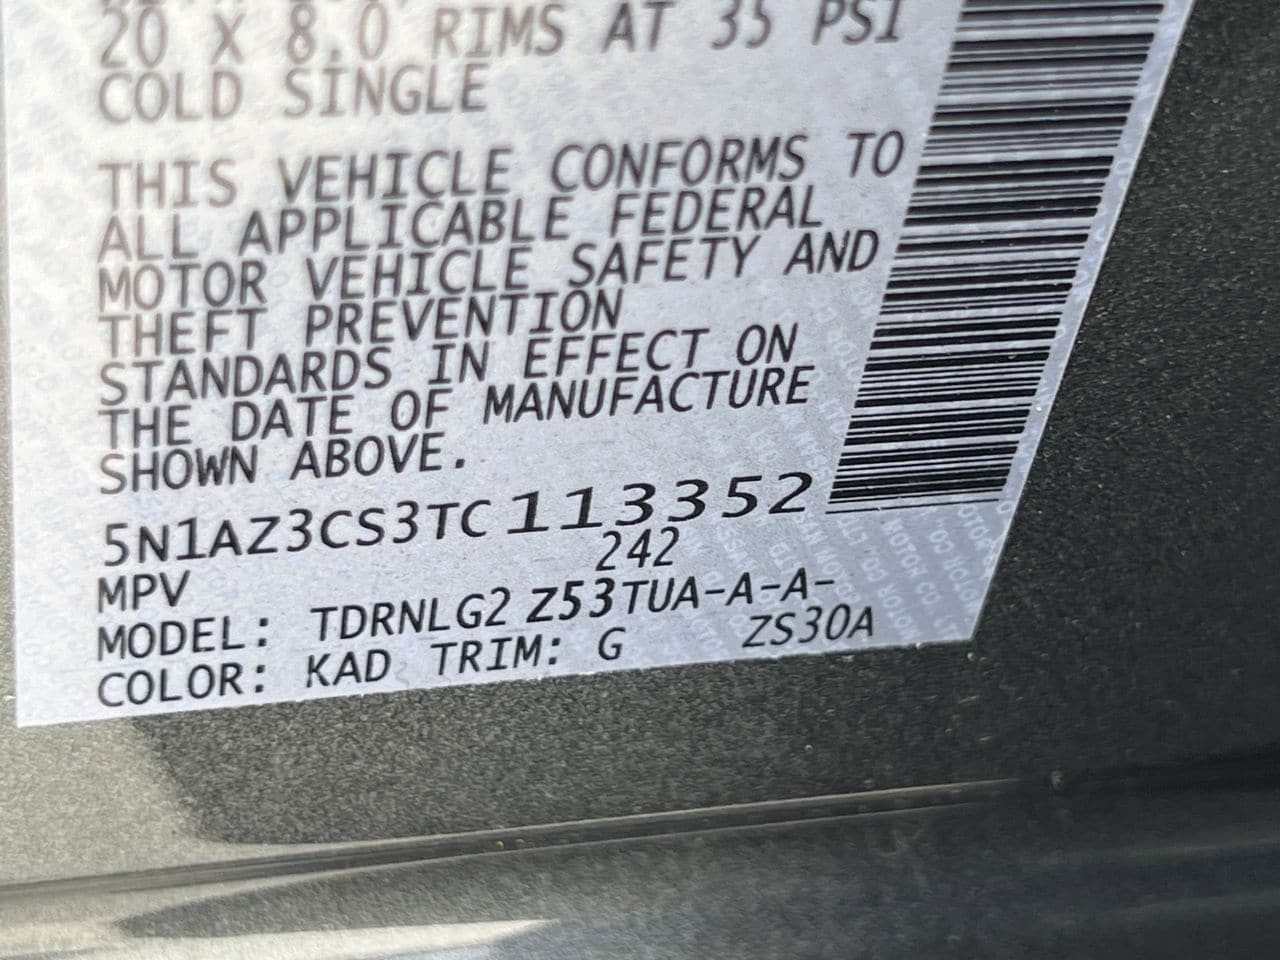 20 X 8.0 RIMS AT 35 PSI
COLD SINGLE
THIS VEHICLE CONFORMS TO
ALL APPLICABLE FEDERAL
MOTOR VEHICLE SAFETY AND
THEFT PREVENTION
STANDARDS IN EFFECT ON
THE DATE OF MANUFACTURE
SHOWN ABOVE.
5N1AZ3CS3TC113352
MPV 242
MODEL: TDRNLG2 Z53TUA-A-A-
COLOR: KAD TRIM: G ZS30A